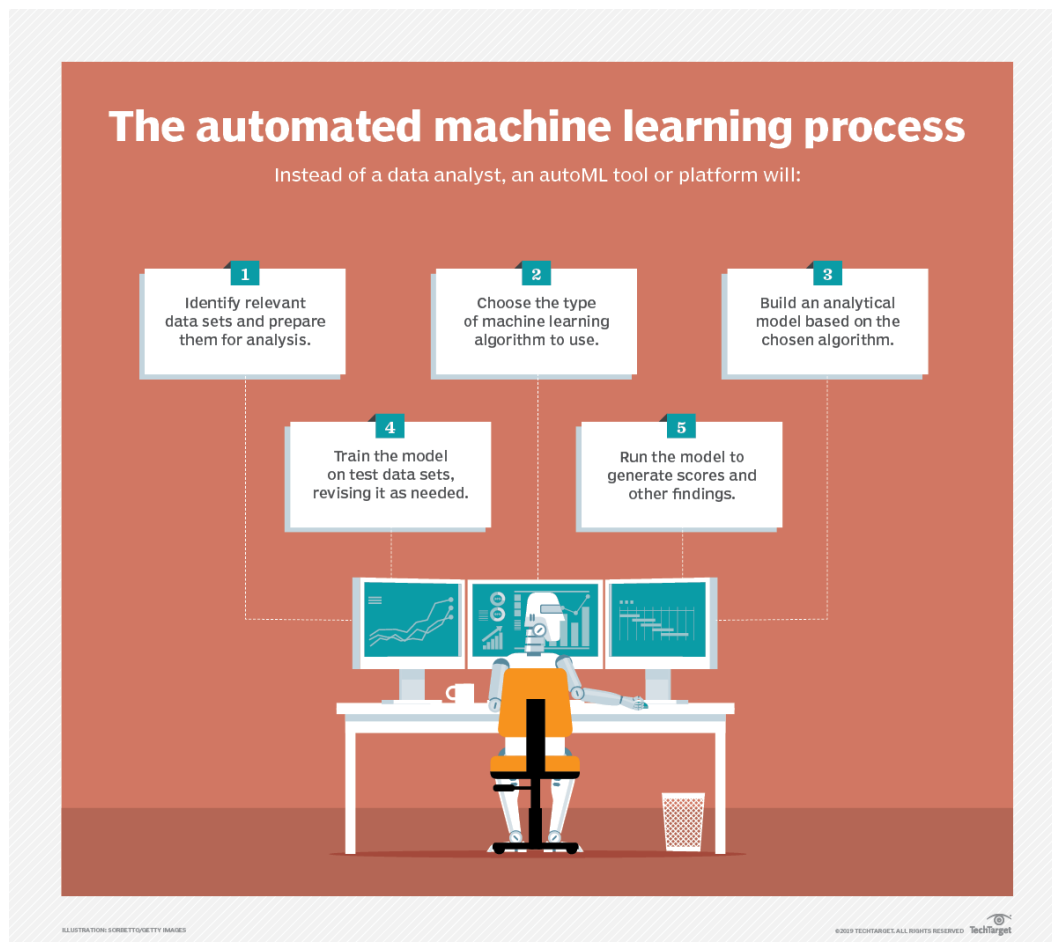 The automated machine learning process
Instead of a data analyst, an autoML tool or platform will:
1
Identify relevant
data sets and prepare
them for analysis.
2
Choose the type
of machine learning
algorithm to use.
3
Build an analytical
model based on the
chosen algorithm.
4
Train the model
on test data sets,
revising it as needed.
5
Run the model to
generate scores and
other findings.
ILLUSTRATION: SORBETTO/GETTY IMAGES
©2019 TECHTARGET. ALL RIGHTS RESERVED
TechTarget